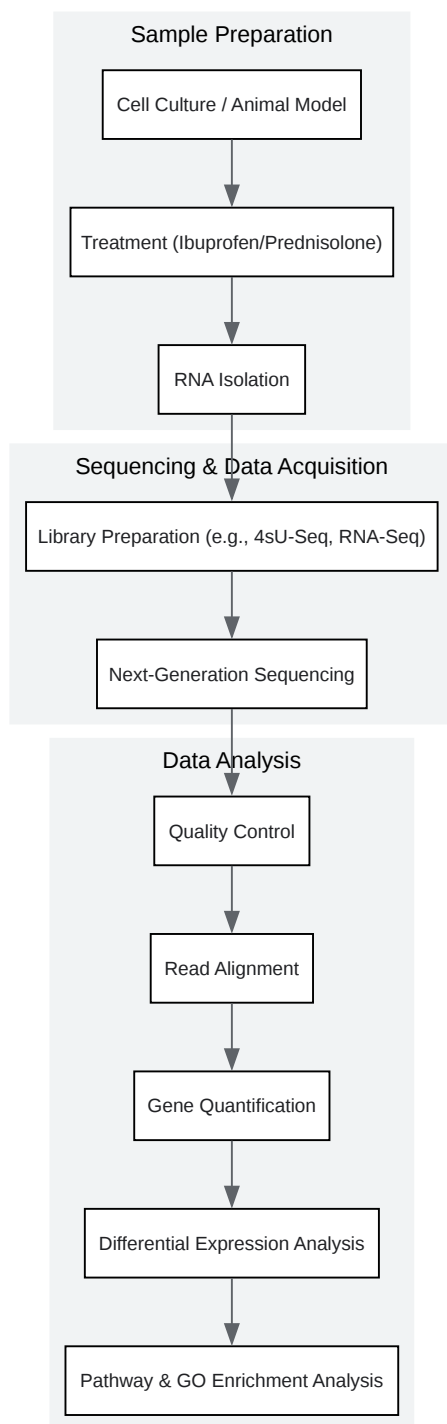 Sample Preparation
Cell Culture / Animal Model
Treatment (Ibuprofen/Prednisolone)
RNA Isolation
Sequencing & Data Acquisition
Library Preparation (e.g., 4sU-Seq, RNA-Seq)
Next-Generation Sequencing
Data Analysis
Quality Control
Read Alignment
Gene Quantification
Differential Expression Analysis
Pathway & GO Enrichment Analysis